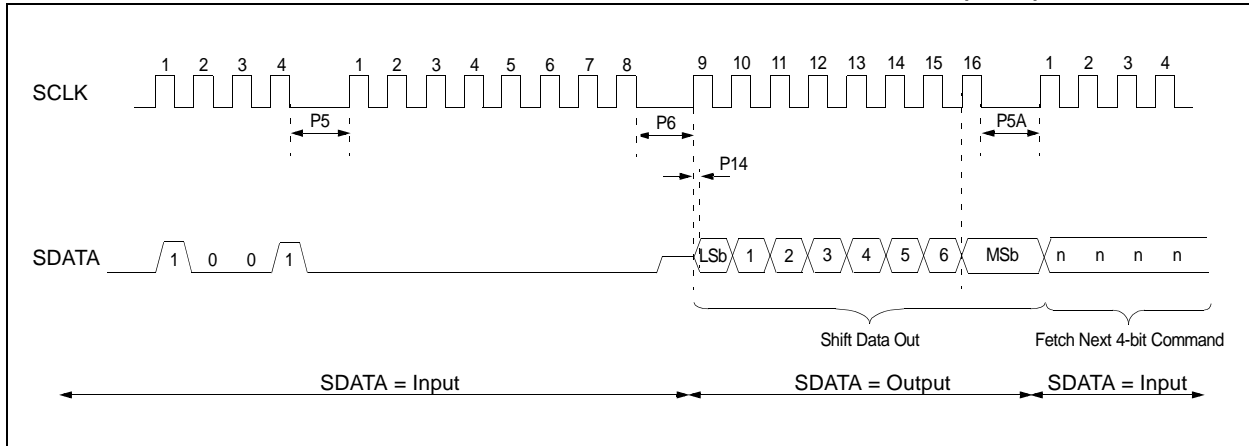 1 2 3 4 1 2 3 4 5 6 7 8 9 10 11 12 13 14 15 16 1 2 3 4
SCLK
P5 P6 P5A
P14
SDATA 1 0 0 1 LSb 1 2 3 4 5 6 MSb n n n n
Shift Data Out Fetch Next 4-bit Command
SDATA = Input SDATA = Output SDATA = Input